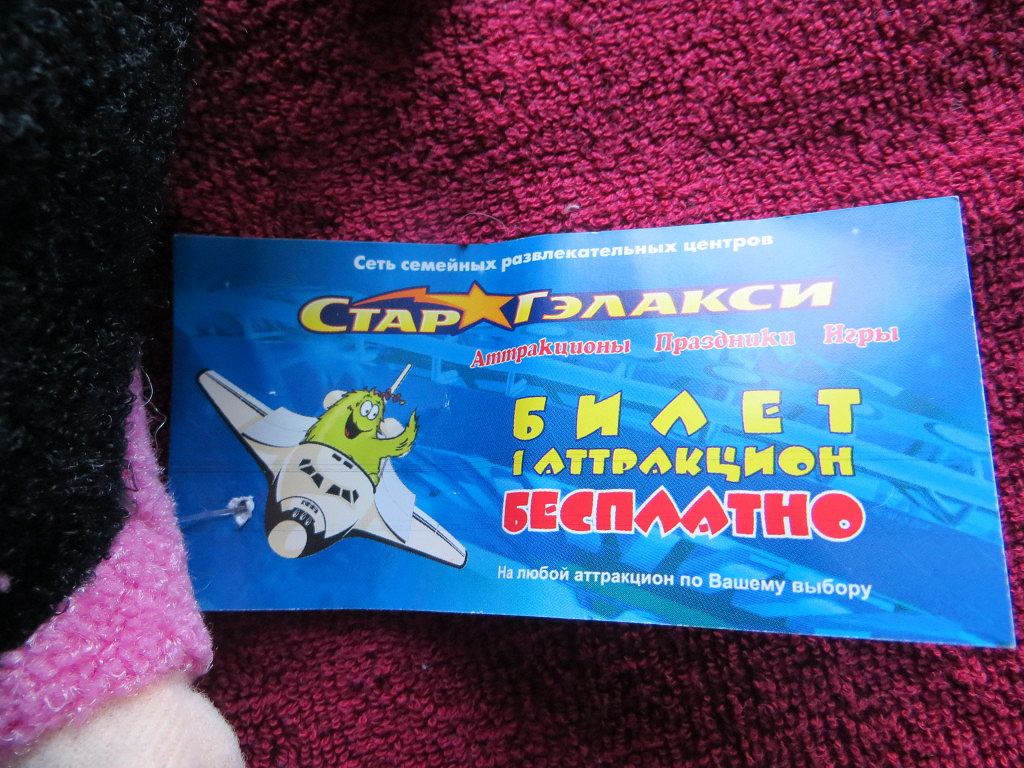 Сеть семейных развлекательных центров
СТАР ГЭЛАКСИ
Аттракционы Праздники Игры
БИЛЕТ
1 АТТРАКЦИОН
БЕСПЛАТНО
На любой аттракцион по Вашему выбору